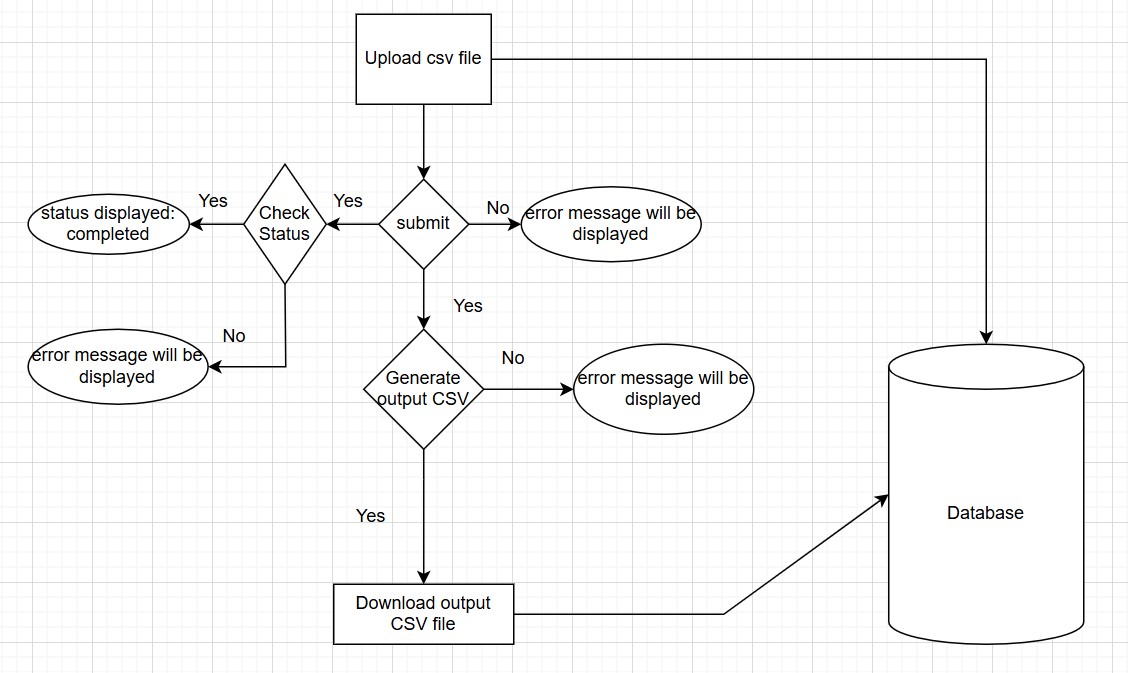 Upload csv file
status displayed:
completed
Yes
Check
Status
Yes
submit
No
error message will be
displayed
Yes
error message will be
displayed
No
Generate
output CSV
No
error message will be
displayed
Yes
Download output
CSV file
Database